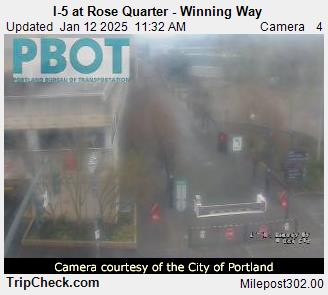 I-5 at Rose Quarter - Winning Way
Updated Jan 12 2025 11:32 AM Camera 4
PBOT
PORTLAND BUREAU OF TRANSPORTATION
Camera courtesy of the City of Portland
TripCheck.com Milepost302.00